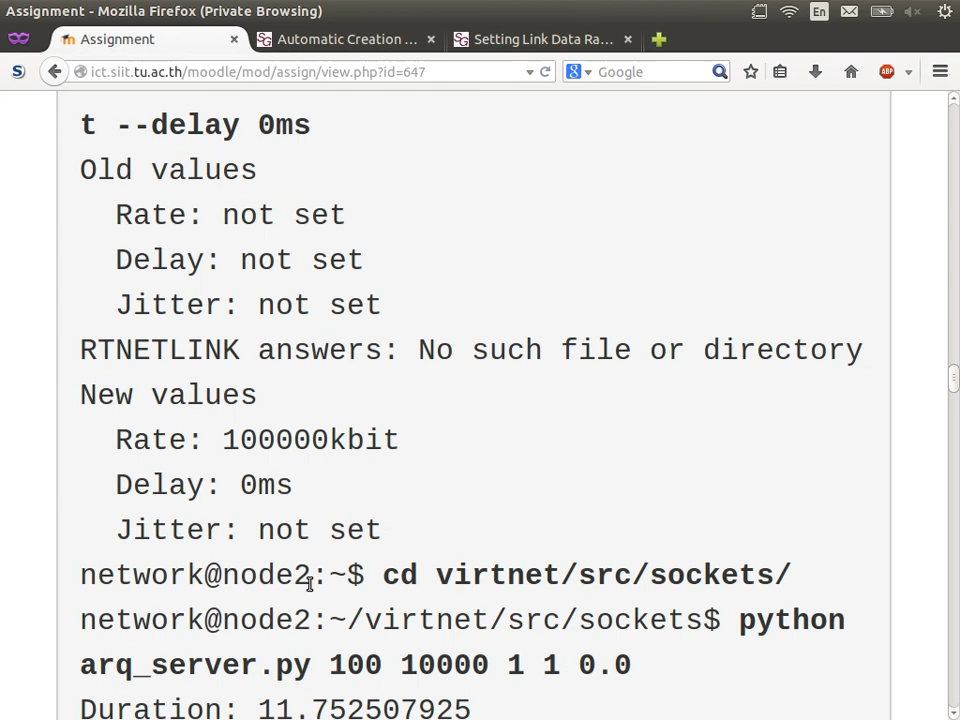 Assignment - Mozilla Firefox (Private Browsing)
En
Assignment
Automatic Creation ...
Setting Link Data Ra...
ict.siit.tu.ac.th/moodle/mod/assign/view.php?id=647
Google
ABP
t --delay 0ms
Old values
Rate: not set
Delay: not set
Jitter: not set
RTNETLINK answers: No such file or directory
New values
Rate: 100000kbit
Delay: 0ms
Jitter: not set
network@node2:~$ cd virtnet/src/sockets/
network@node2:~/virtnet/src/sockets$ python
arq_server.py 100 10000 1 1 0.0
Duration: 11.752507925